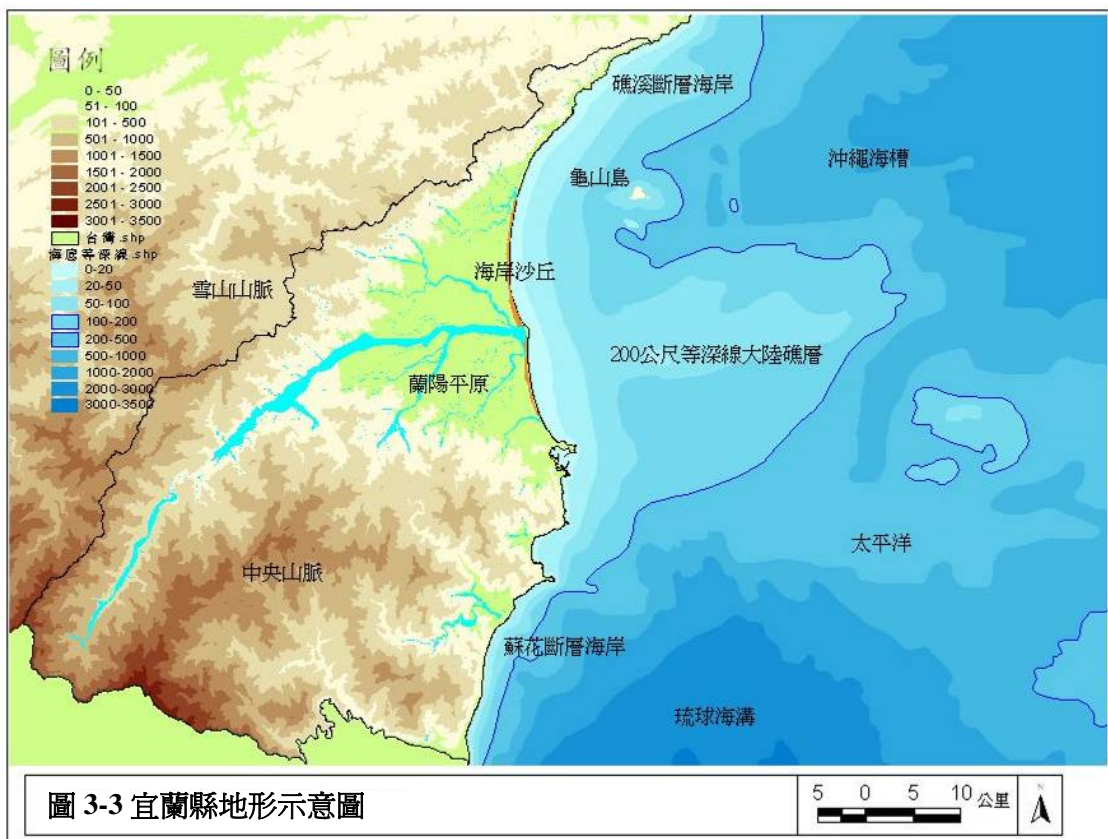 圖例
0 - 50
51 - 100
101 - 500
501 - 1000
1001 - 1500
1501 - 2000
2001 - 2500
2501 - 3000
3001 - 3500
台灣.shp
海底等深線.shp
0-20
20-50
50-100
100-200
200-500
500-1000
1000-2000
2000-3000
3000-3500
礁溪斷層海岸
沖繩海槽
龜山島
海岸沙丘
雪山山脈
200公尺等深線大陸礁層
蘭陽平原
太平洋
中央山脈
蘇花斷層海岸
琉球海溝
圖 3-3 宜蘭縣地形示意圖
5 0 5 10 公里
N